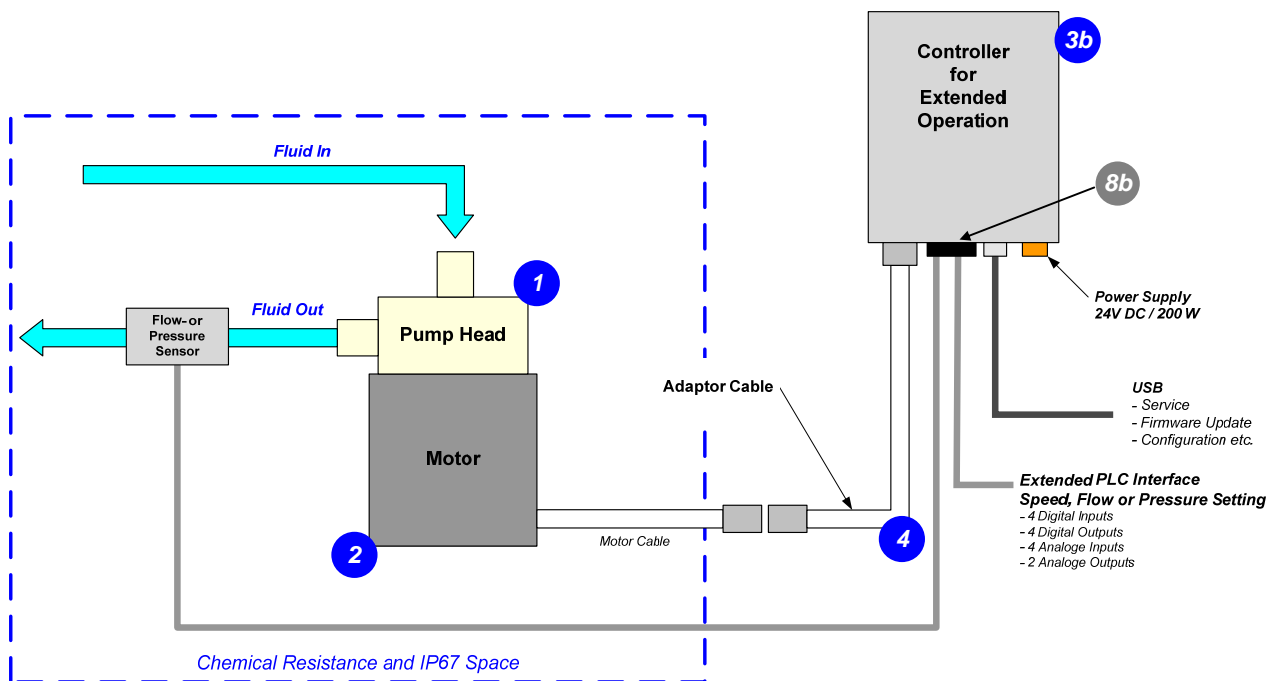 Controller
for
Extended
Operation
3b
8b
Fluid In
1
Fluid Out
Flow- or
Pressure
Sensor
Pump Head
Power Supply
24V DC / 200 W
Adaptor Cable
USB
- Service
- Firmware Update
- Configuration etc.
Motor
Extended PLC Interface
Speed, Flow or Pressure Setting
- 4 Digital Inputs
- 4 Digital Outputs
- 4 Analoge Inputs
- 2 Analoge Outputs
Motor Cable
4
2
Chemical Resistance and IP67 Space